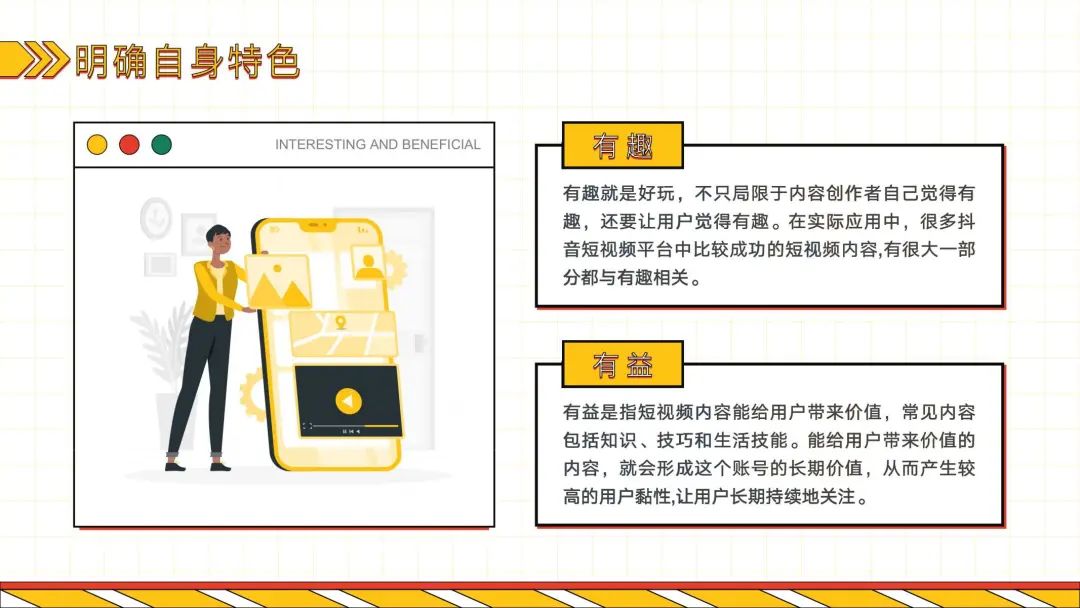 明确自身特色
INTERESTING AND BENEFICIAL
有趣
有趣就是好玩，不只局限于内容创作者自己觉得有
趣，还要让用户觉得有趣。在实际应用中，很多抖
音短视频平台中比较成功的短视频内容,有很大一部
分都与有趣相关。
有益
有益是指短视频内容能给用户带来价值，常见内容
包括知识、技巧和生活技能。能给用户带来价值的
内容，就会形成这个账号的长期价值，从而产生较
高的用户黏性,让用户长期持续地关注。